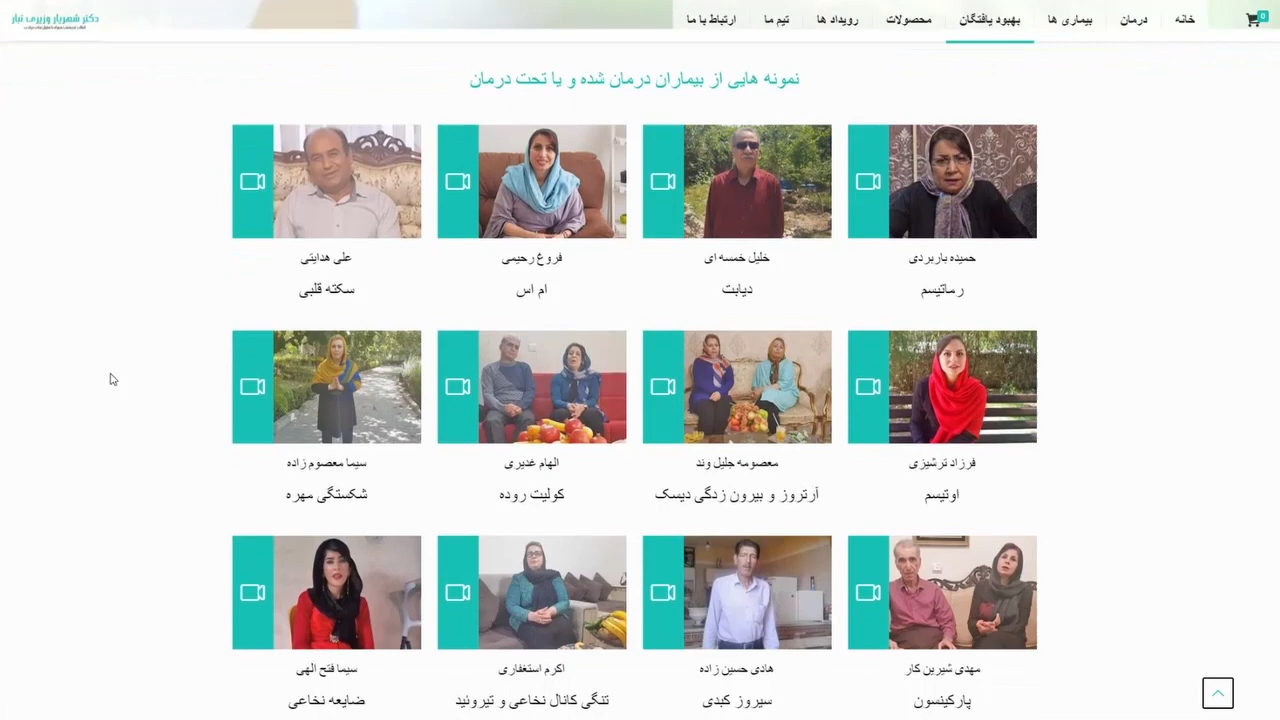 خانه
درمان
بیماری ها
بهبود یافتگان
محصولات
رویداد ها
تیم ما
ارتباط با ما
0
دکتر شهریار وزیری تبار
نمونه هایی از بیماران درمان شده و یا تحت درمان
حمیده باربردی
رماتیسم
خلیل خمسه ای
دیابت
فروغ رحیمی
ام اس
علی هدایتی
سکته قلبی
فرزاد ترشیزی
اوتیسم
معصومه جلیل وند
آرتروز و بیرون زدگی دیسک
الهام غدیری
کولیت روده
سیما معصوم زاده
شکستگی مهره
مهدی شیرین کار
پارکینسون
هادی حسین زاده
سیروز کبدی
اکرم استغفاری
تنگی کانال نخاعی و تیروئید
سیما فتح الهی
ضایعه نخاعی